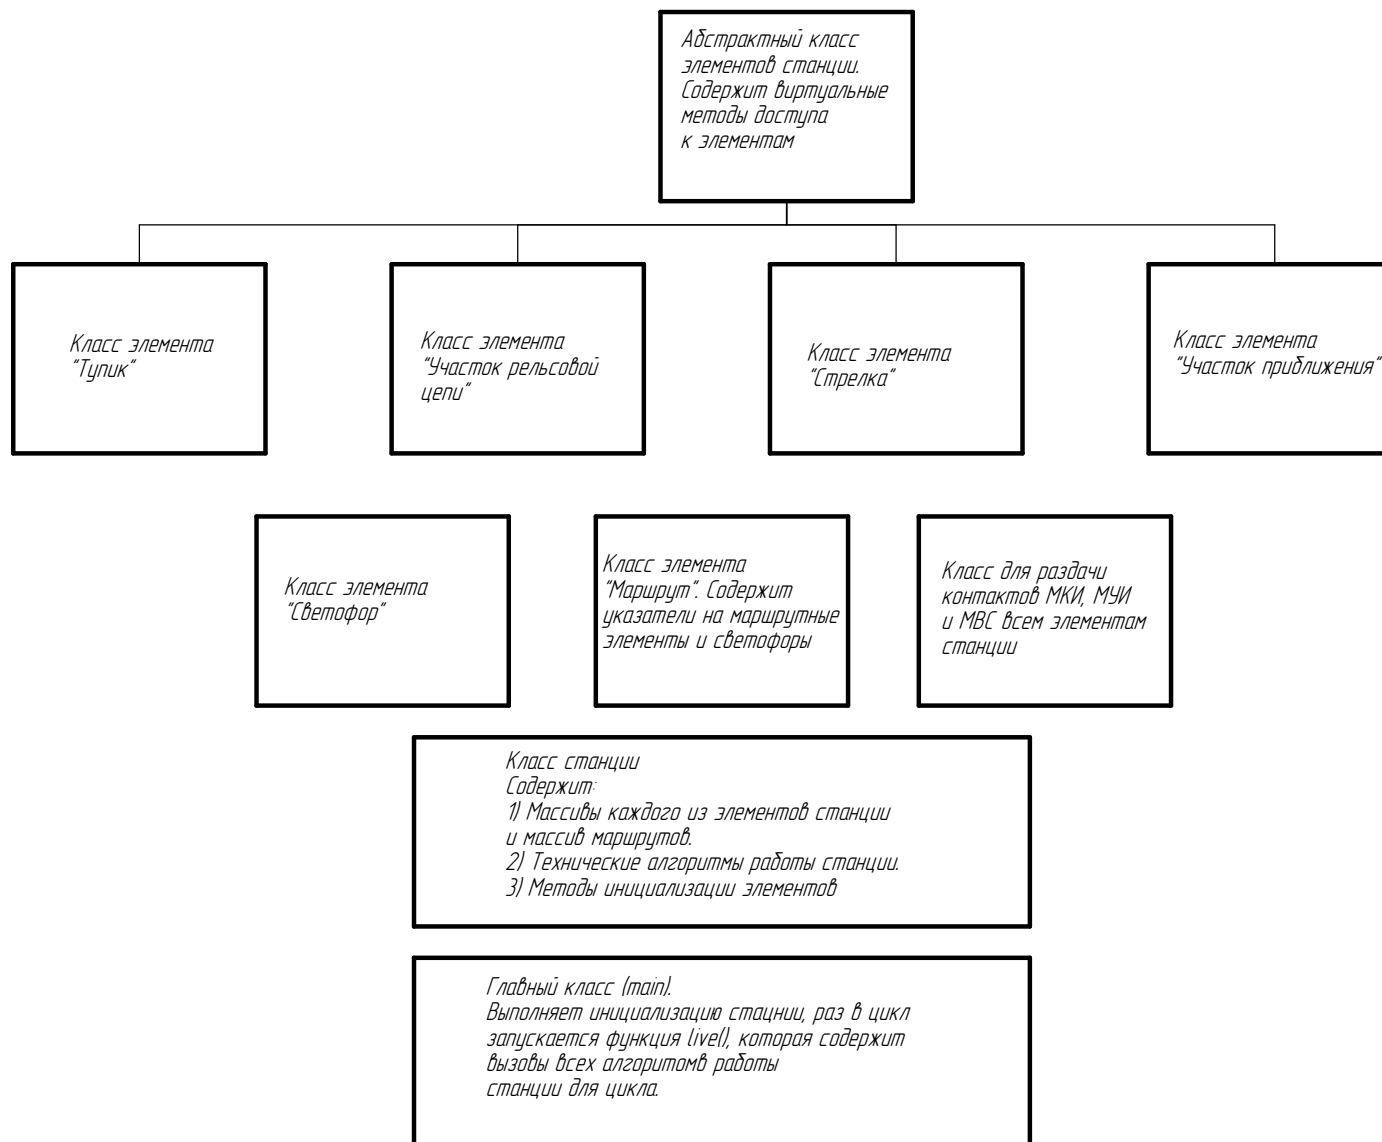 Абстрактный класс
элементов станции.
Содержит виртуальные
методы доступа
к элементам
Класс элемента
"Тупик"
Класс элемента
"Участок рельсовой
цепи"
Класс элемента
"Стрелка"
Класс элемента
"Участок приближения"
Класс элемента
"Светофор"
Класс элемента
"Маршрут". Содержит
указатели на маршрутные
элементы и светофоры
Класс для раздачи
контактов МКИ, МУИ
и МВС всем элементам
станции
Класс станции
Содержит:
1) Массивы каждого из элементов станции
и массив маршрутов.
2) Технические алгоритмы работы станции.
3) Методы инициализации элементов
Главный класс (main).
Выполняет инициализацию стацнии, раз в цикл
запускается функция live(), которая содержит
вызовы всех алгоритомв работы
станции для цикла.